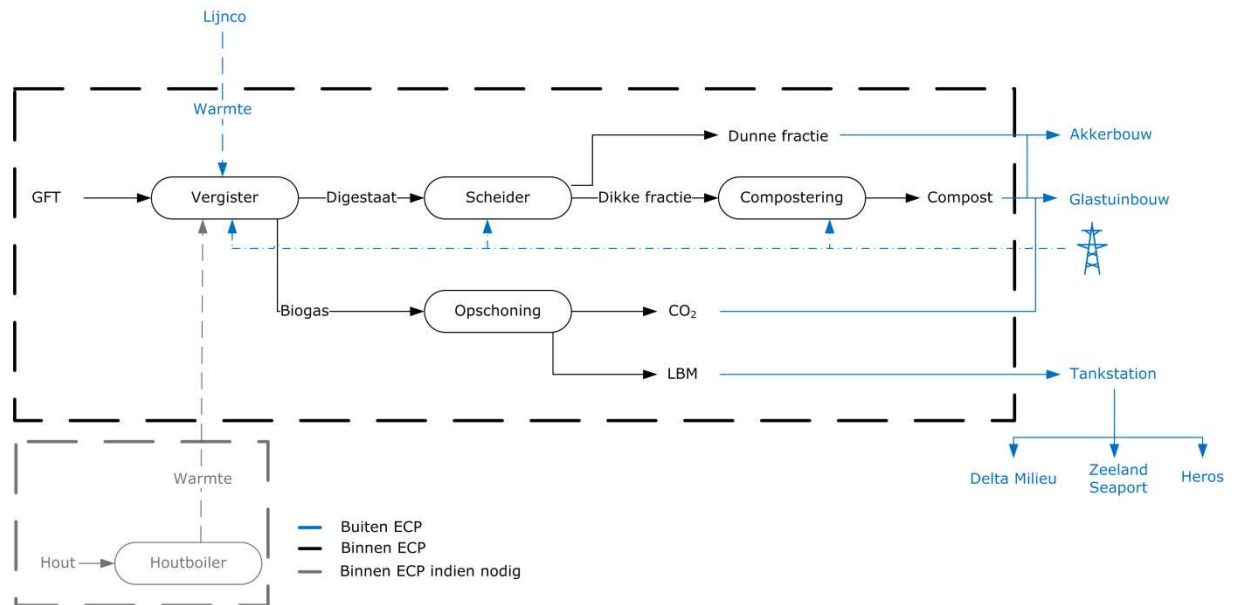 Lijnco
Warmte
Dunne fractie
Akkerbouw
GFT
Vergister
Digestaat
Scheider
Dikke fractie
Compostering
Compost
Glastuinbouw
Biogas
Opschoning
CO₂
LBM
Tankstation
Delta Milieu
Zeeland
Seaport
Heros
Warmte
Hout
Houtboiler
Buiten ECP
Binnen ECP
Binnen ECP indien nodig